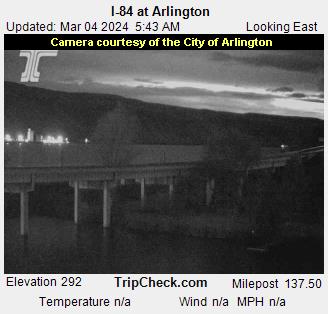 I-84 at Arlington
Updated: Mar 04 2024 5:43 AM Looking East
Camera courtesy of the City of Arlington
Elevation 292 TripCheck.com Milepost 137.50
Temperature n/a Wind n/a MPH n/a